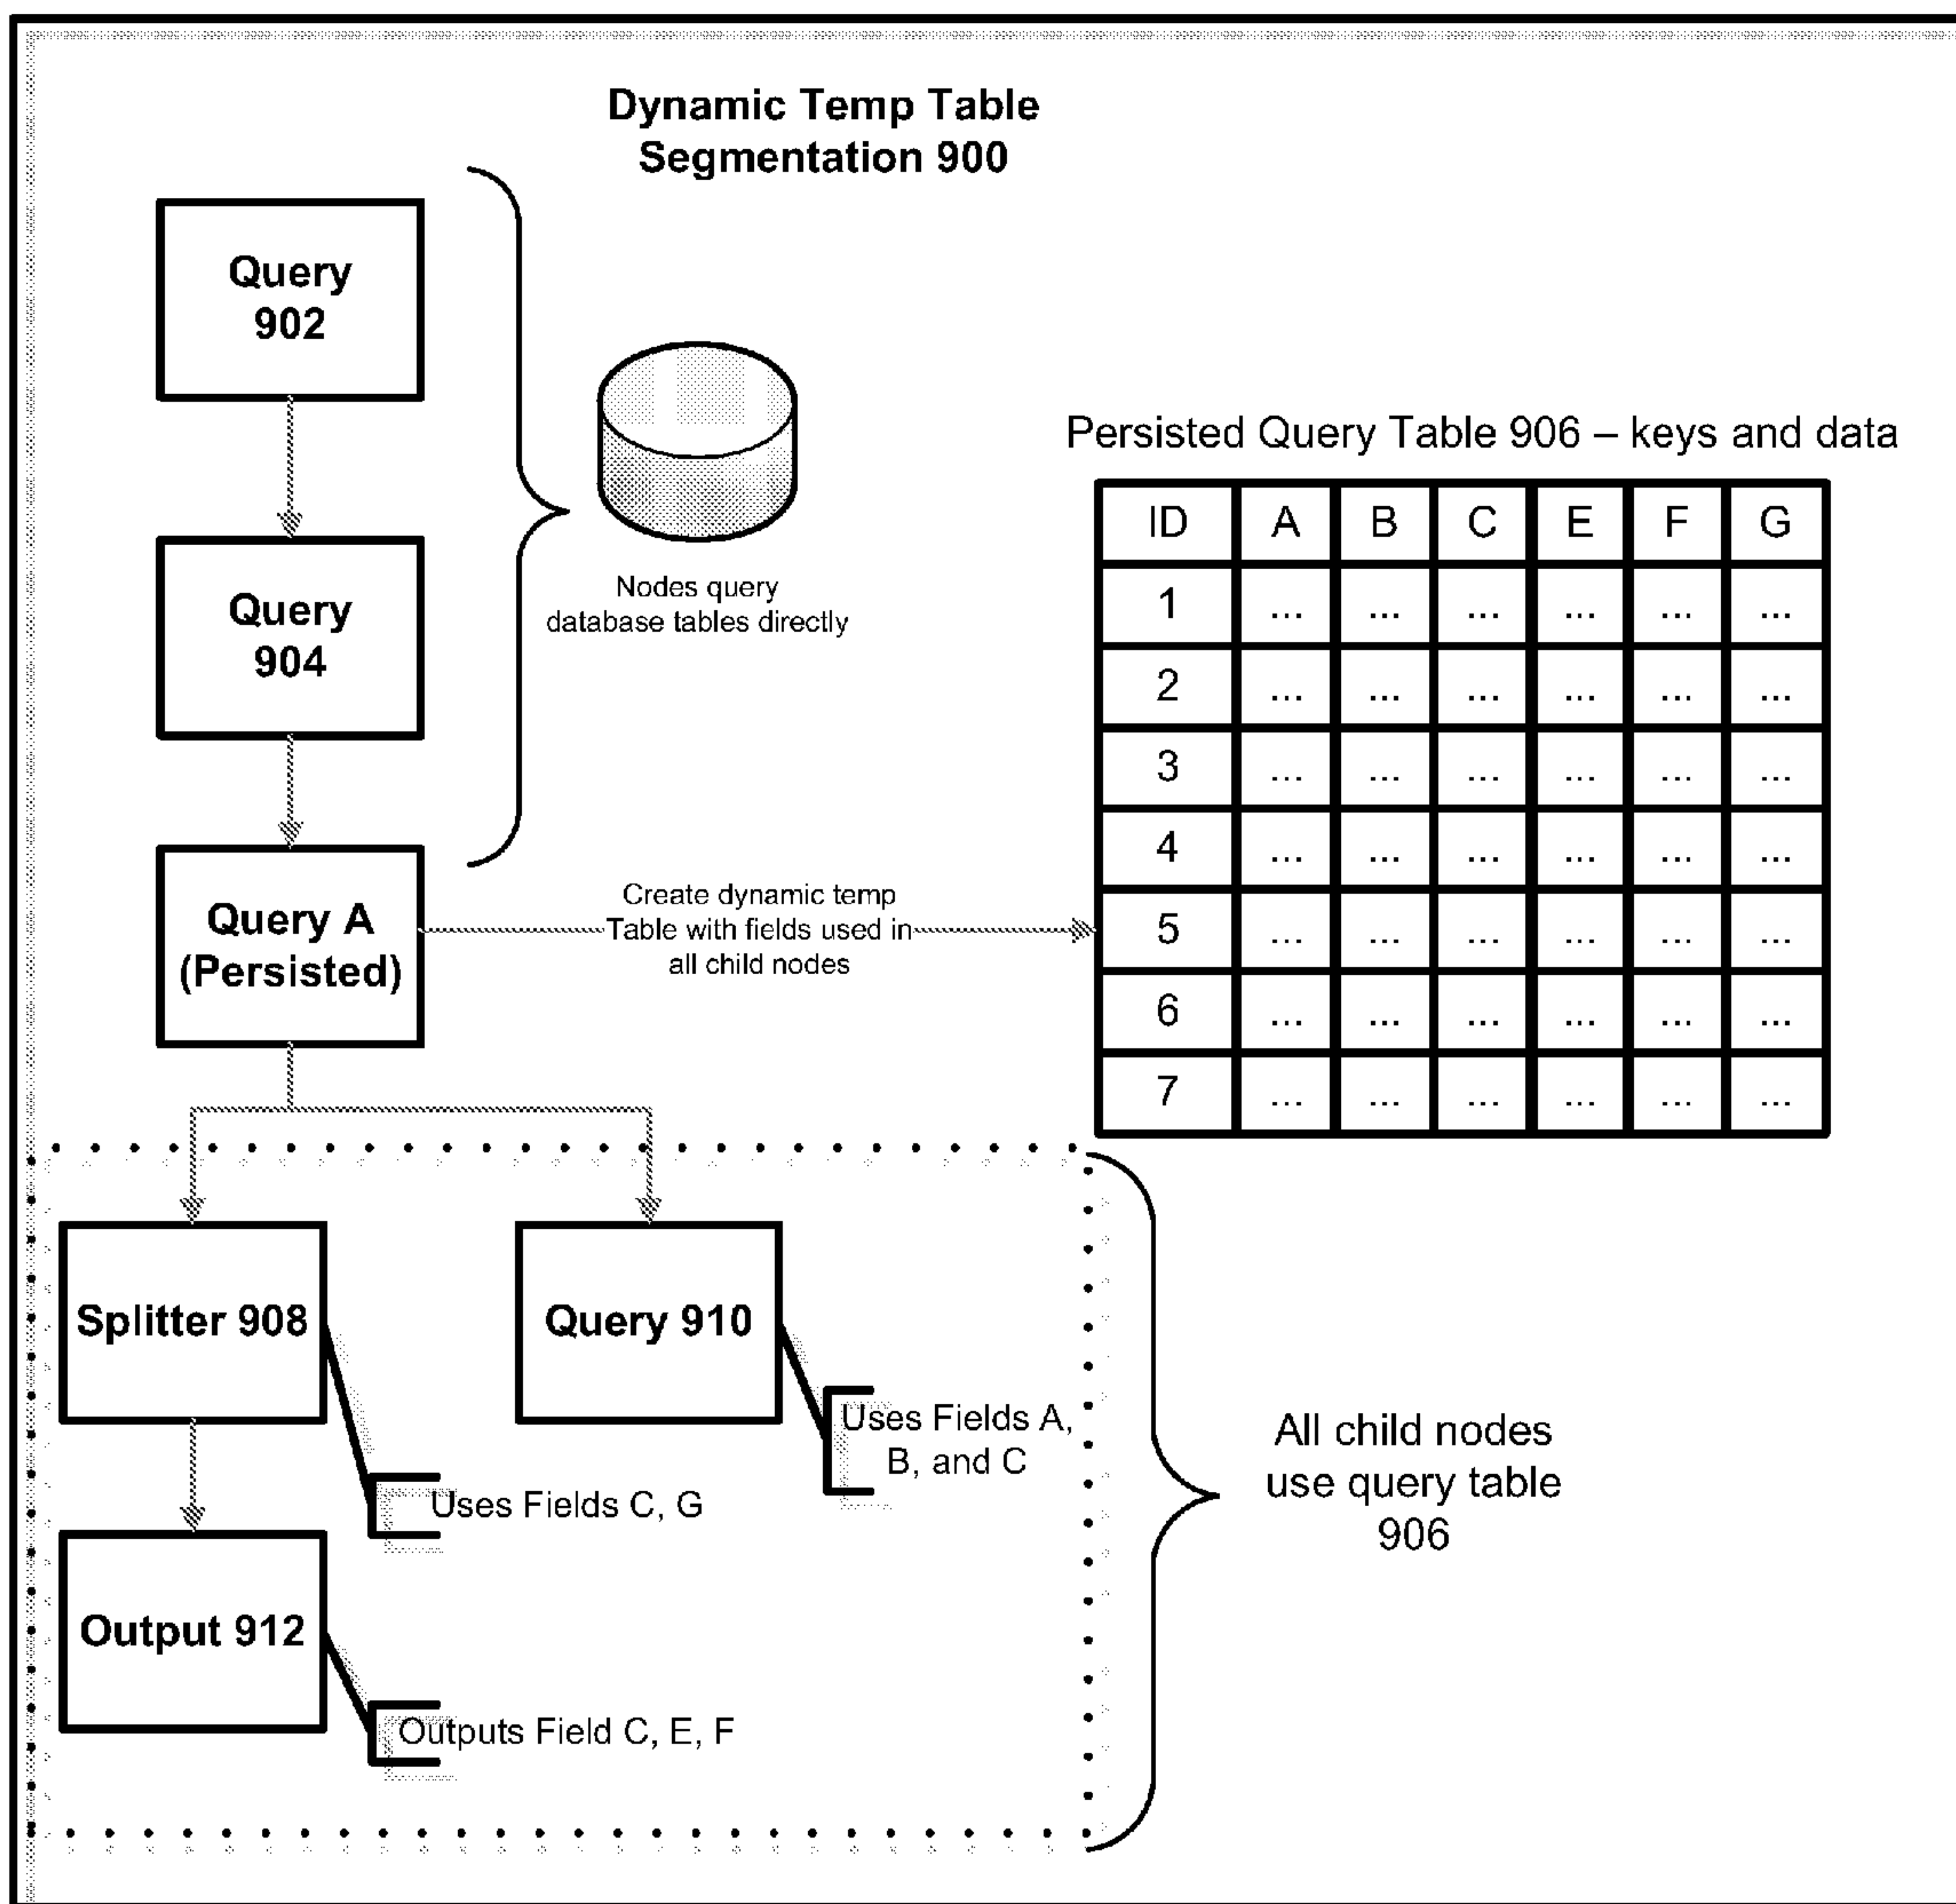 Dynamic Temp Table
Segmentation 900
Query
902
Nodes query
database tables directly
Query
904
Persisted Query Table 906 – keys and data
ID A B C E F G
1 ... ... ... ... ... ...
2 ... ... ... ... ... ...
3 ... ... ... ... ... ...
4 ... ... ... ... ... ...
5 ... ... ... ... ... ...
6 ... ... ... ... ... ...
7 ... ... ... ... ... ...
Query A
(Persisted)
Create dynamic temp
Table with fields used in
all child nodes
Splitter 908
Uses Fields C, G
Query 910
Uses Fields A,
B, and C
Output 912
Outputs Field C, E, F
All child nodes
use query table
906